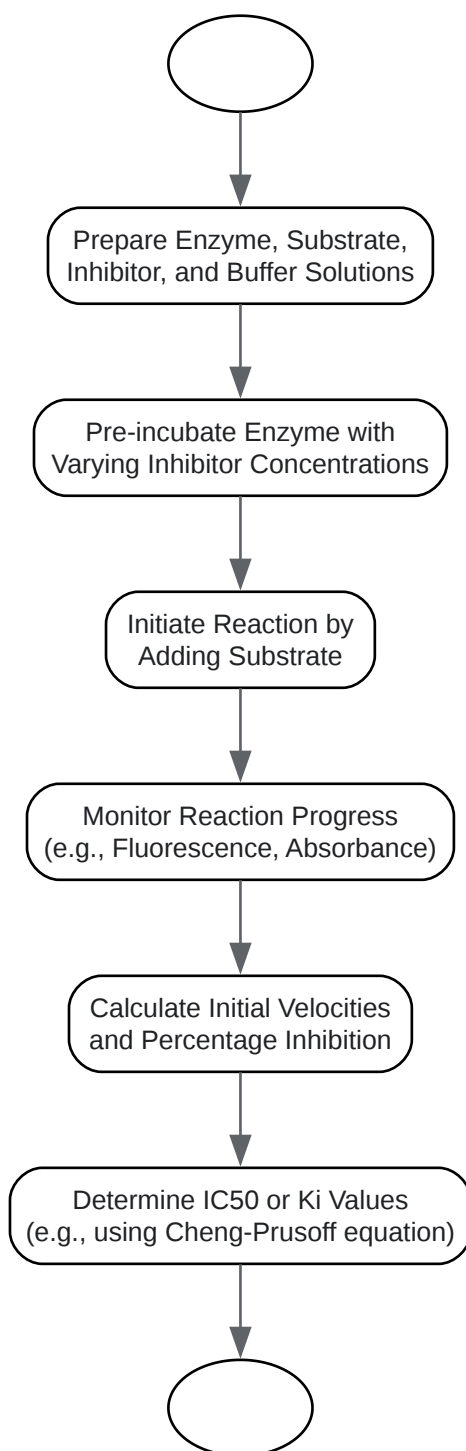 Prepare Enzyme, Substrate,
Inhibitor, and Buffer Solutions
Pre-incubate Enzyme with
Varying Inhibitor Concentrations
Initiate Reaction by
Adding Substrate
Monitor Reaction Progress
(e.g., Fluorescence, Absorbance)
Calculate Initial Velocities
and Percentage Inhibition
Determine IC50 or Ki Values
(e.g., using Cheng-Prusoff equation)